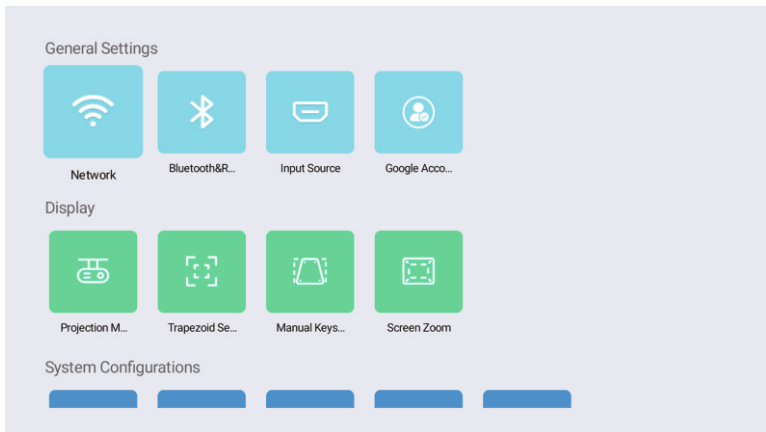 General Settings
Network
Bluetooth&R...
Input Source
Google Acco...
Display
Projection M...
Trapezoid Se...
Manual Keys...
Screen Zoom
System Configurations